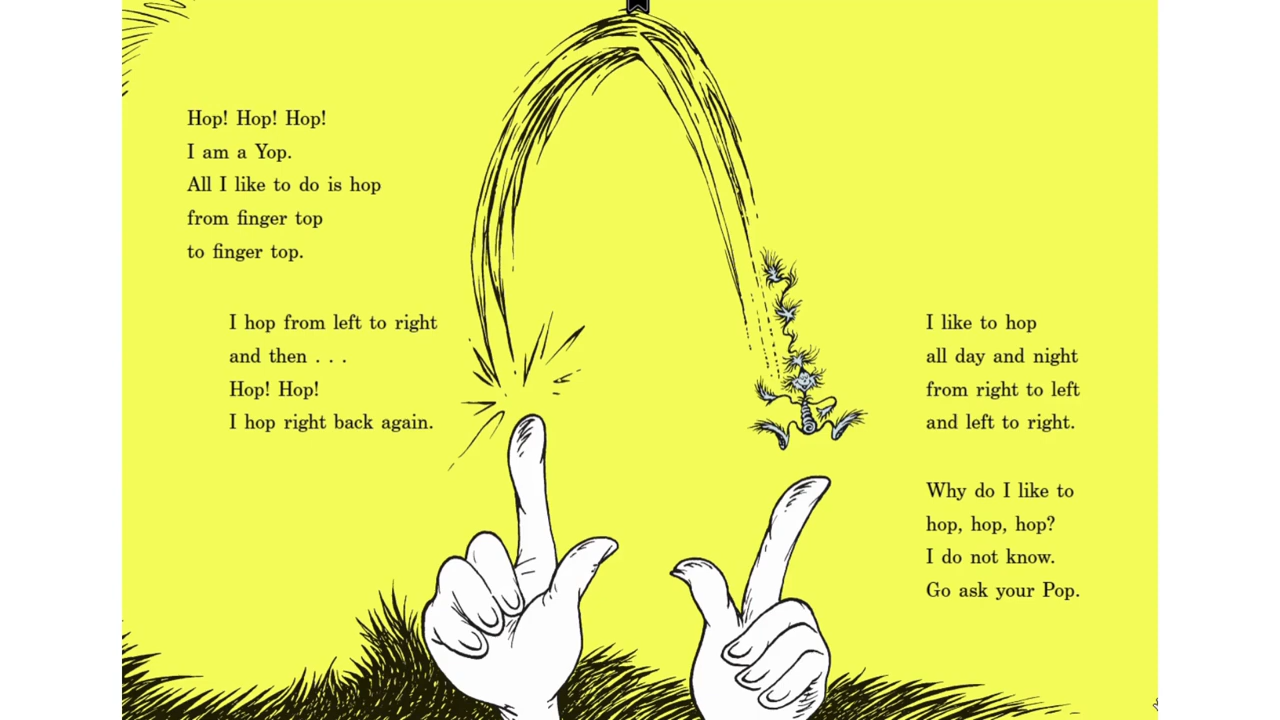 Hop! Hop! Hop!
I am a Yop.
All I like to do is hop
from finger top
to finger top.
I hop from left to right
and then . . .
Hop! Hop!
I hop right back again.
I like to hop
all day and night
from right to left
and left to right.
Why do I like to
hop, hop, hop?
I do not know.
Go ask your Pop.